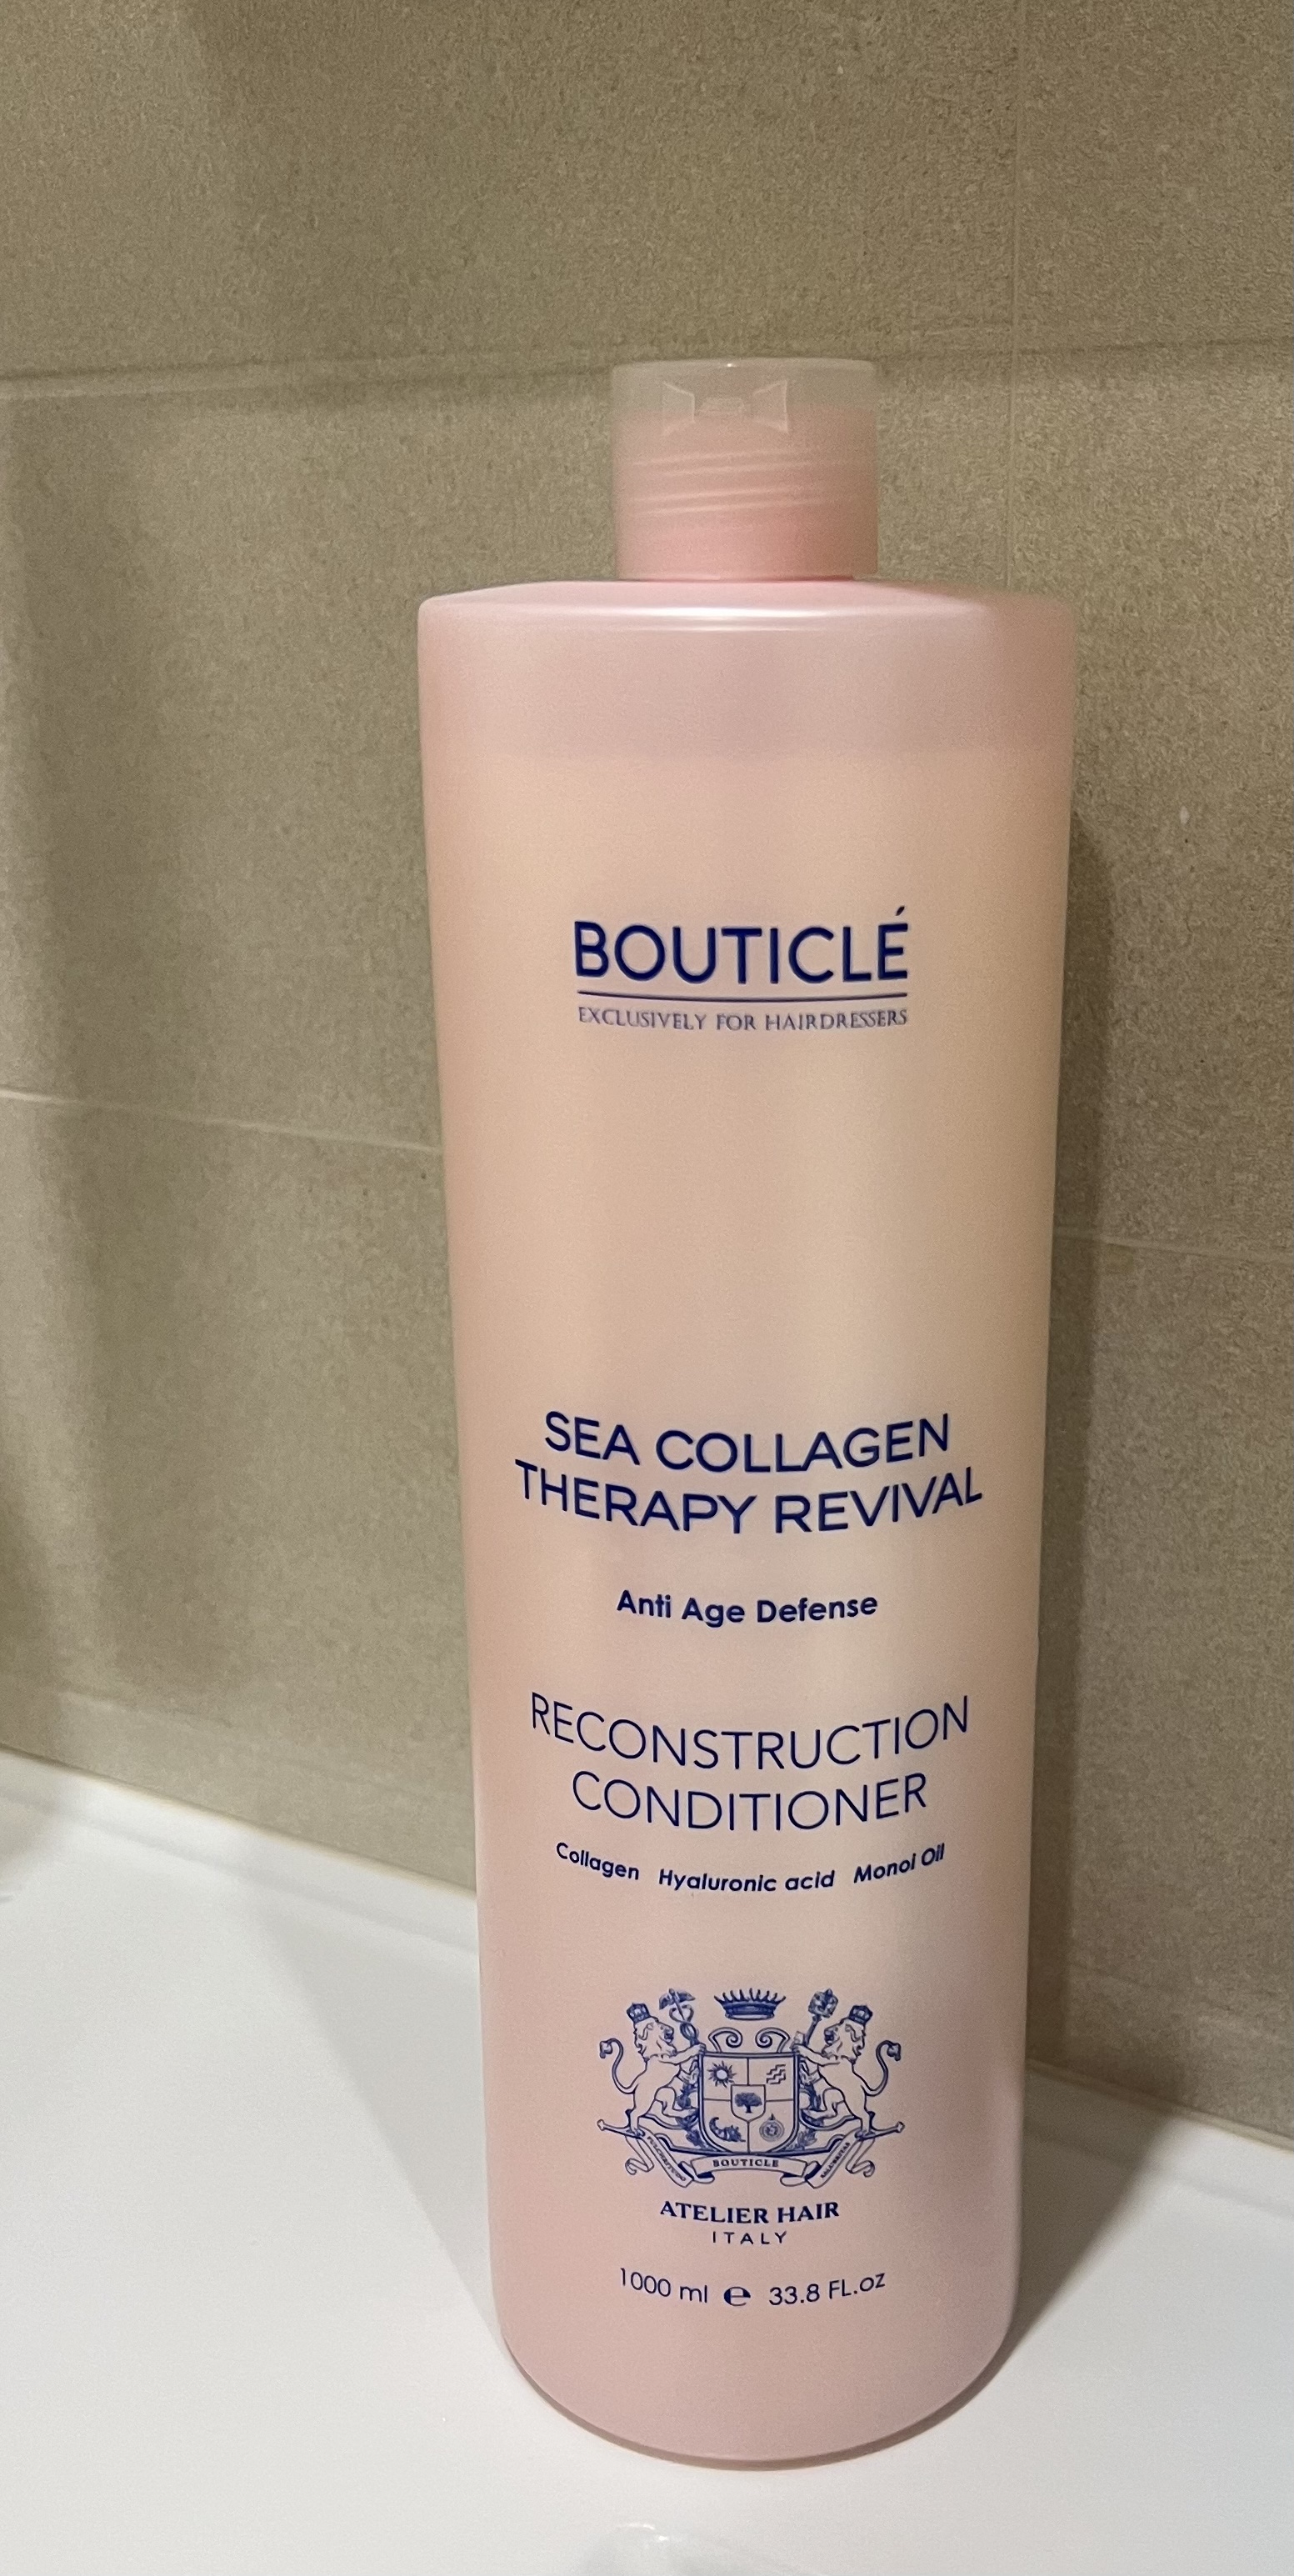 BOUTICLÉ
EXCLUSIVELY FOR HAIRDRESSERS
SEA COLLAGEN
THERAPY REVIVAL
Anti Age Defense
RECONSTRUCTION
CONDITIONER
Collagen Hyaluronic acid Monoi Oil
BOUTICLE
ATELIER HAIR
ITALY
1000 ml e 33.8 FL.oz